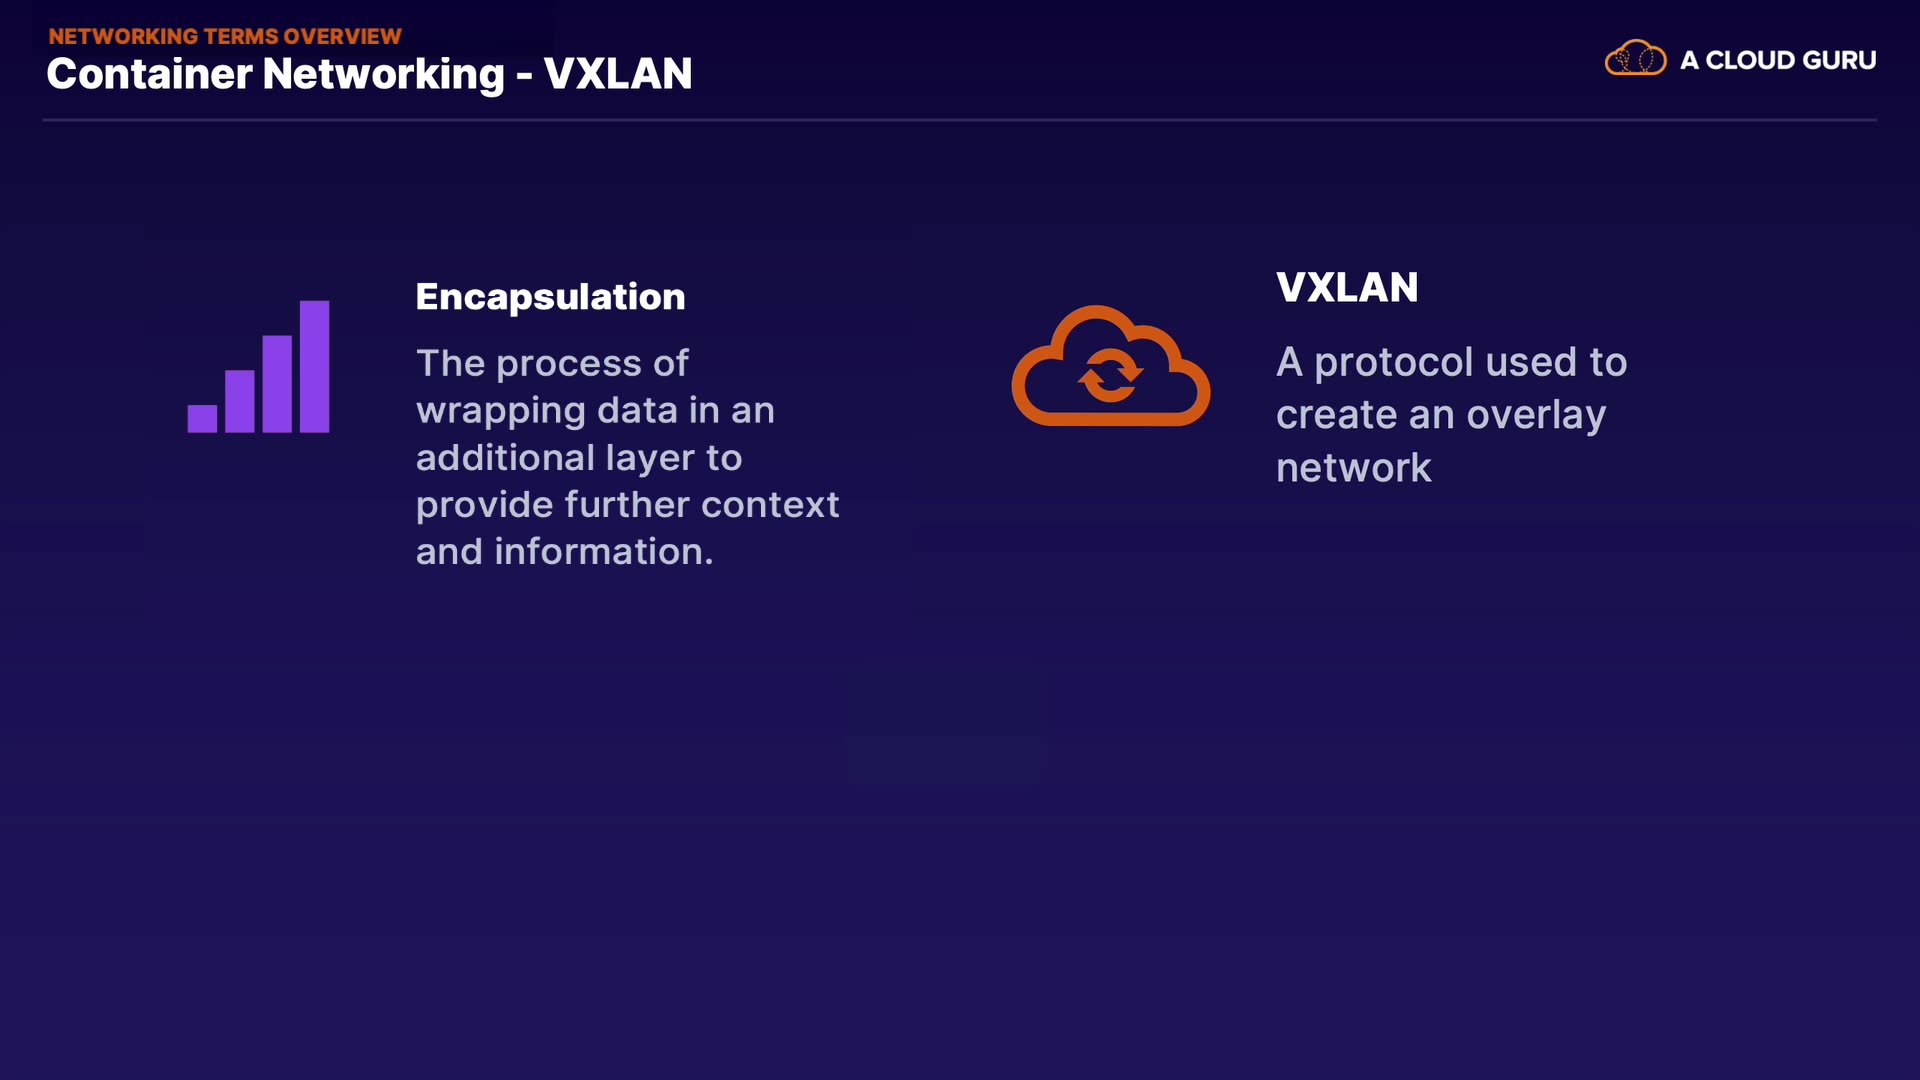 NETWORKING TERMS OVERVIEW
Container Networking - VXLAN
A CLOUD GURU
Encapsulation
The process of
wrapping data in an
additional layer to
provide further context
and information.
VXLAN
A protocol used to
create an overlay
network